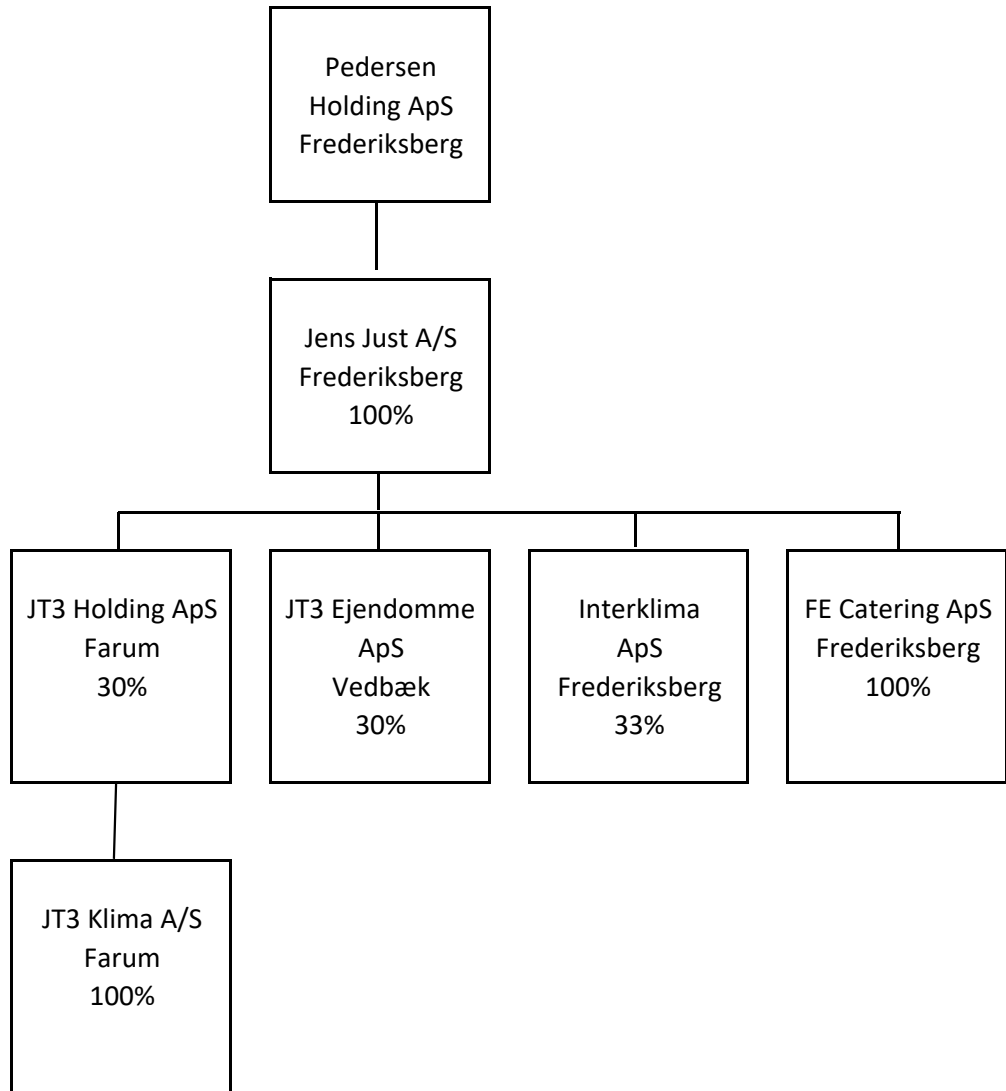 Pedersen
Holding ApS
Frederiksberg
Jens Just A/S
Frederiksberg
100%
JT3 Holding ApS
Farum
30%
JT3 Ejendomme
ApS
Vedbæk
30%
Interklima
ApS
Frederiksberg
33%
FE Catering ApS
Frederiksberg
100%
JT3 Klima A/S
Farum
100%